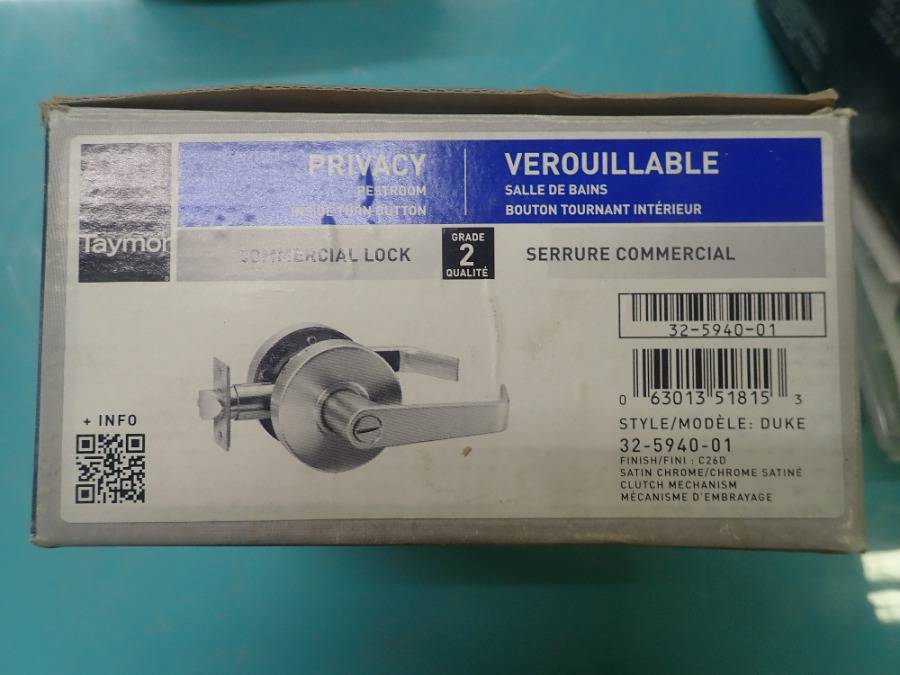 PRIVACY
RESTROOM
INSIDE TURN BUTTON
VEROUILLABLE
SALLE DE BAINS
BOUTON TOURNANT INTÉRIEUR
Taymor
COMMERCIAL LOCK
GRADE
2
QUALITÉ
SERRURE COMMERCIAL
32-5940-01
0 63013 51815 3
+ INFO
STYLE/MODÈLE: DUKE
32-5940-01
FINISH/FINI : C26D
SATIN CHROME/CHROME SATINÉ
CLUTCH MECHANISM
MÉCANISME D'EMBRAYAGE